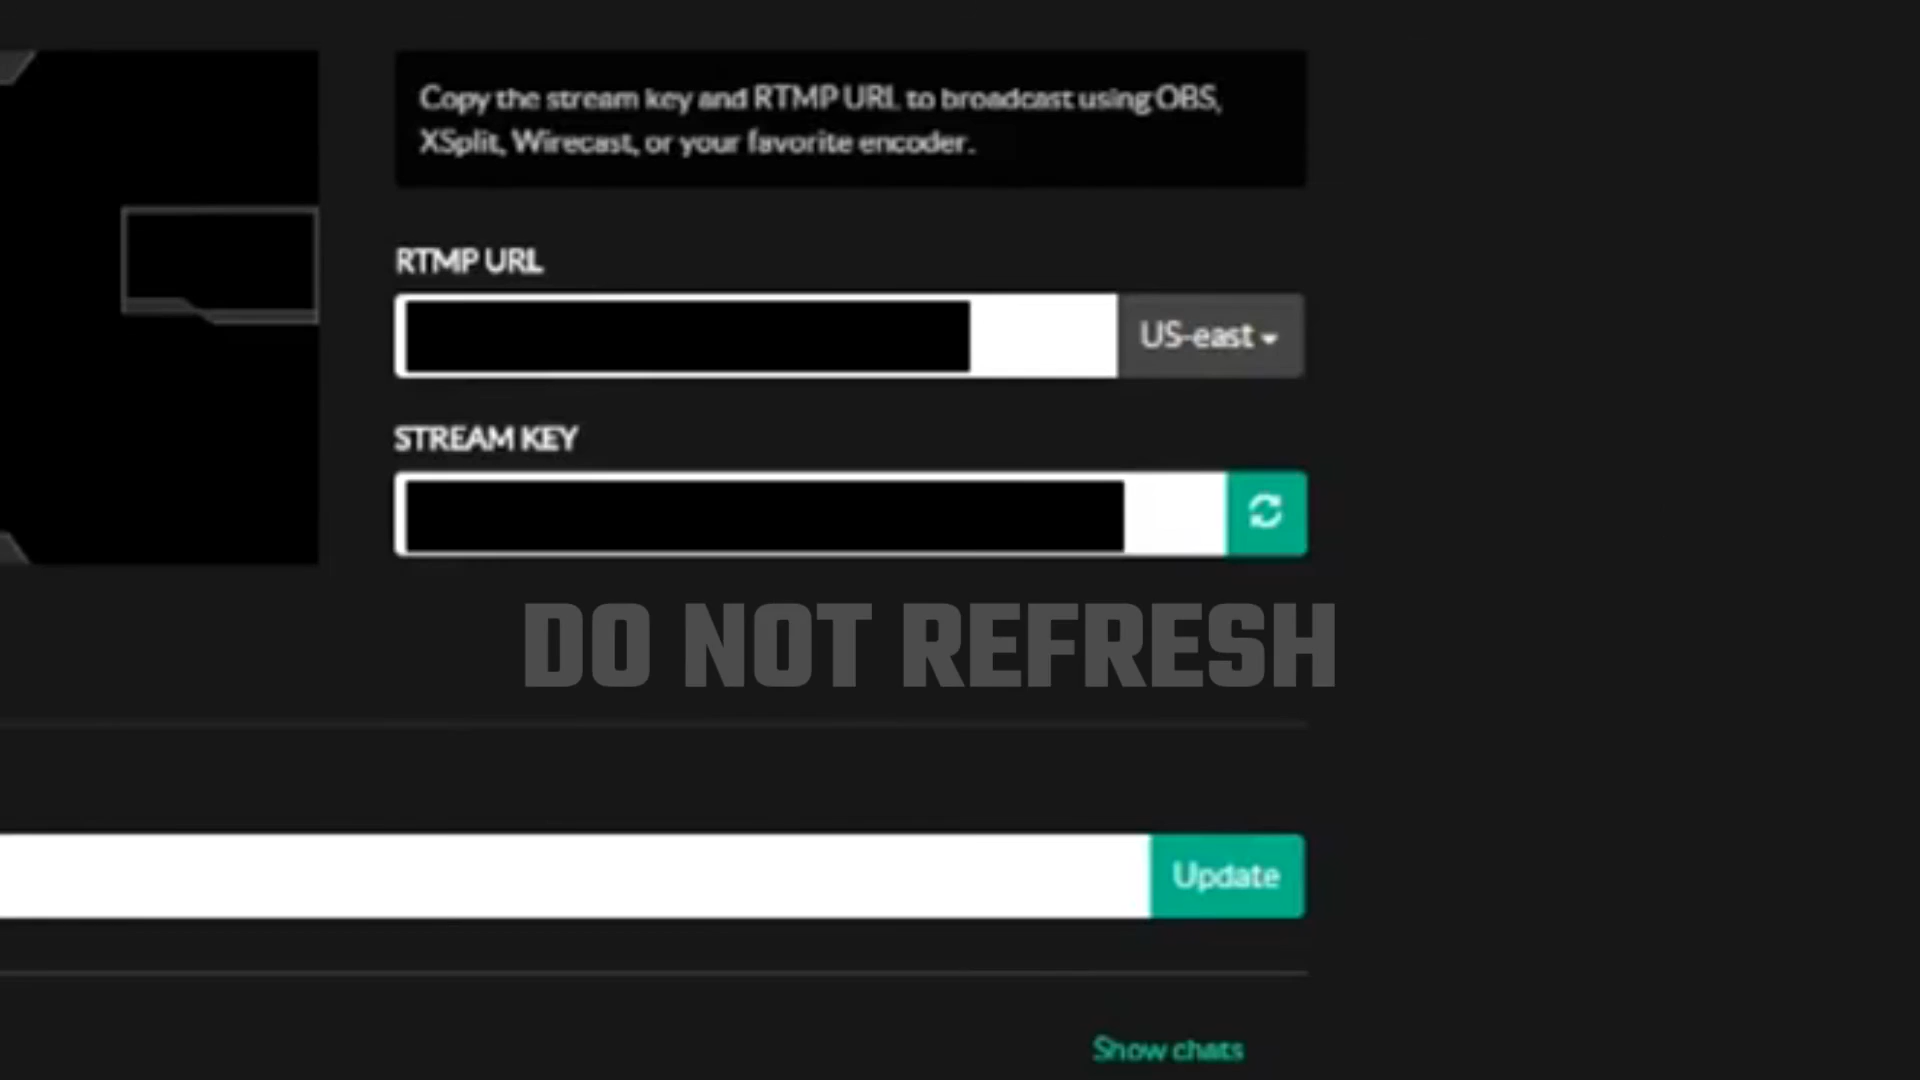 Copy the stream key and RTMP URL to broadcast using OBS,
XSplit, Wirecast, or your favorite encoder.
RTMP URL
US-east
STREAM KEY
DO NOT REFRESH
Update
Show chats